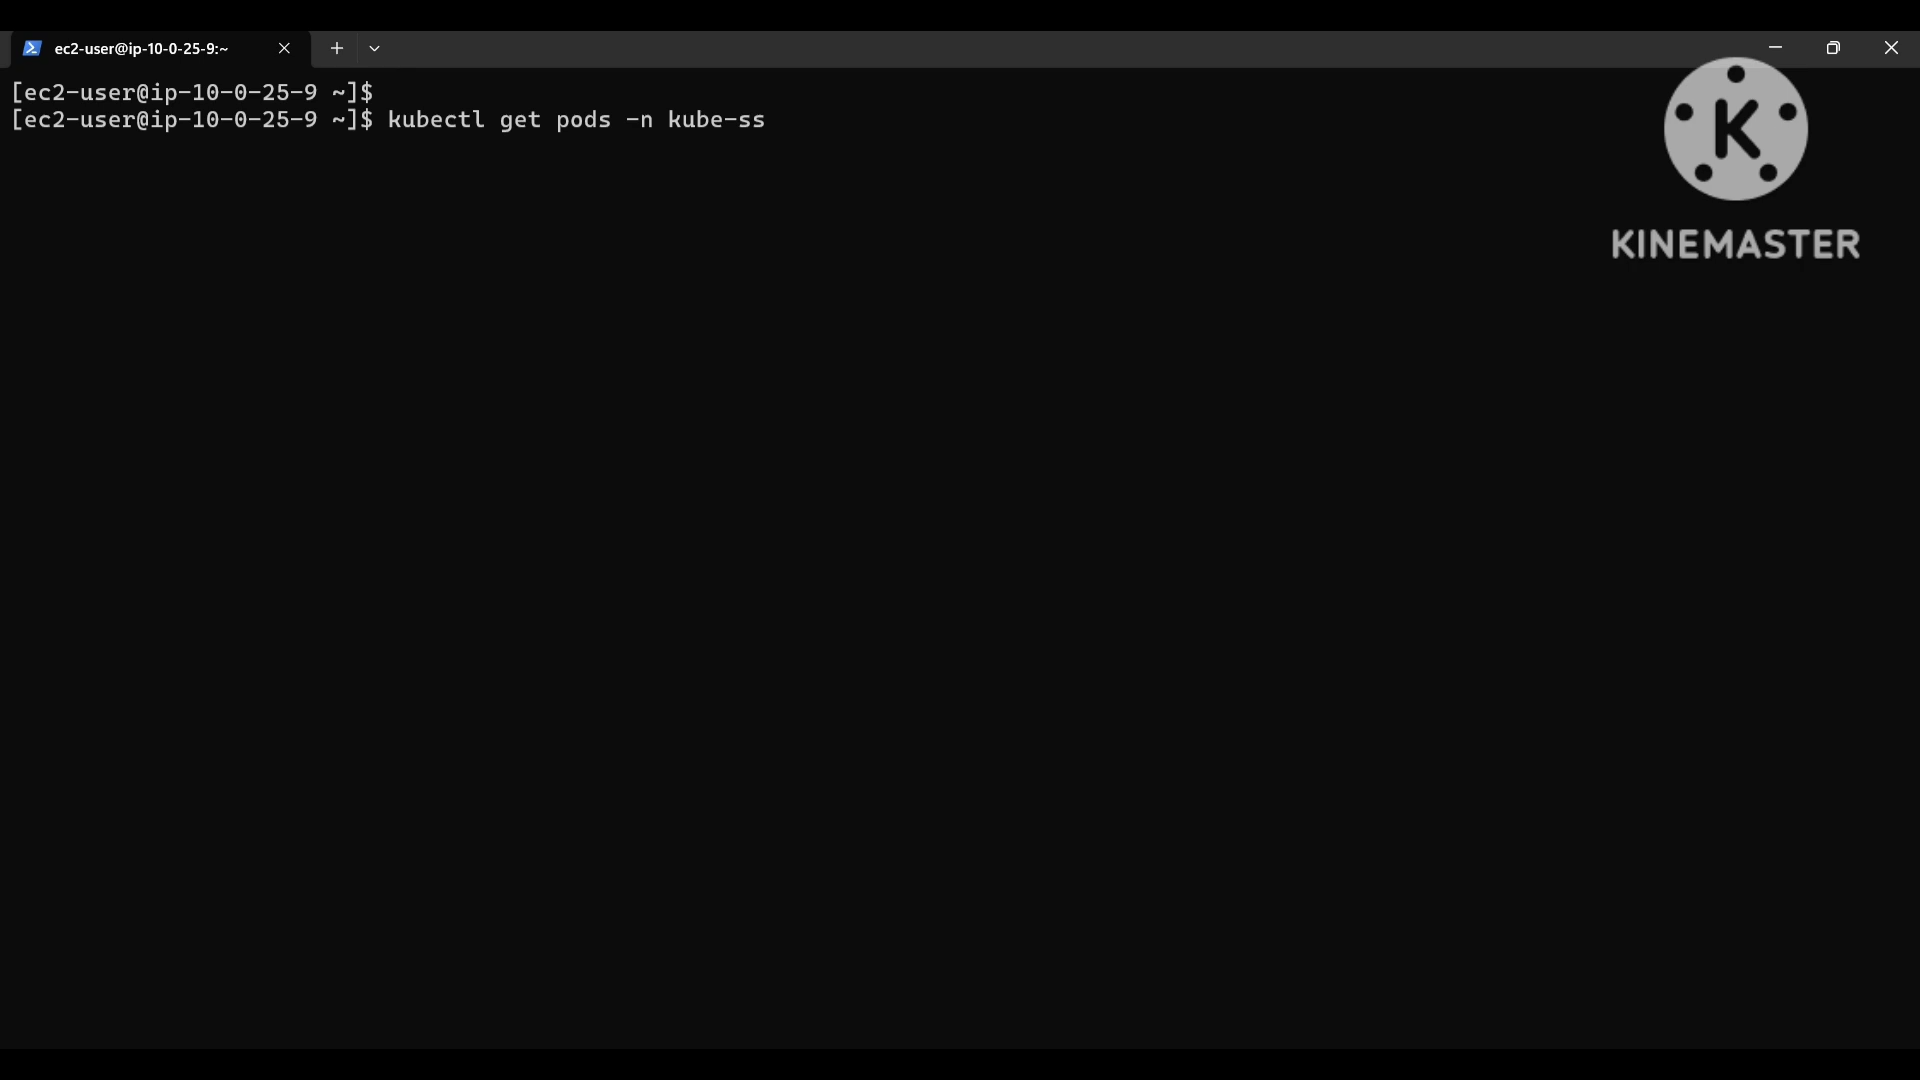 ec2-user@ip-10-0-25-9:~
[ec2-user@ip-10-0-25-9 ~]$
[ec2-user@ip-10-0-25-9 ~]$ kubectl get pods -n kube-ss
K
KINEMASTER